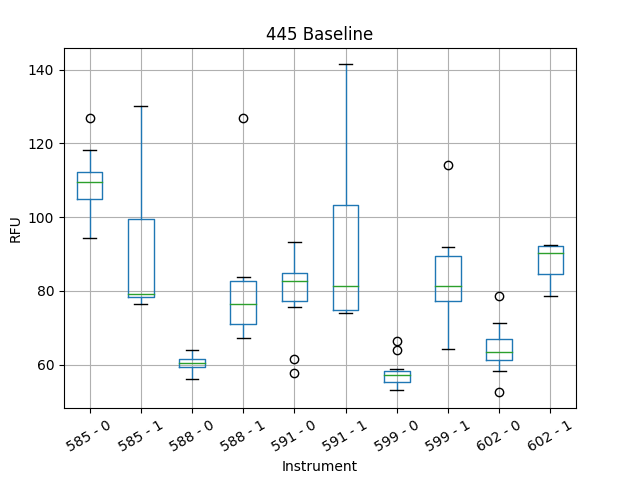 445 Baseline
140
120
100
80
60
RFU
585 - 0
585 - 1
588 - 0
588 - 1
591 - 0
591 - 1
599 - 0
599 - 1
602 - 0
602 - 1
Instrument